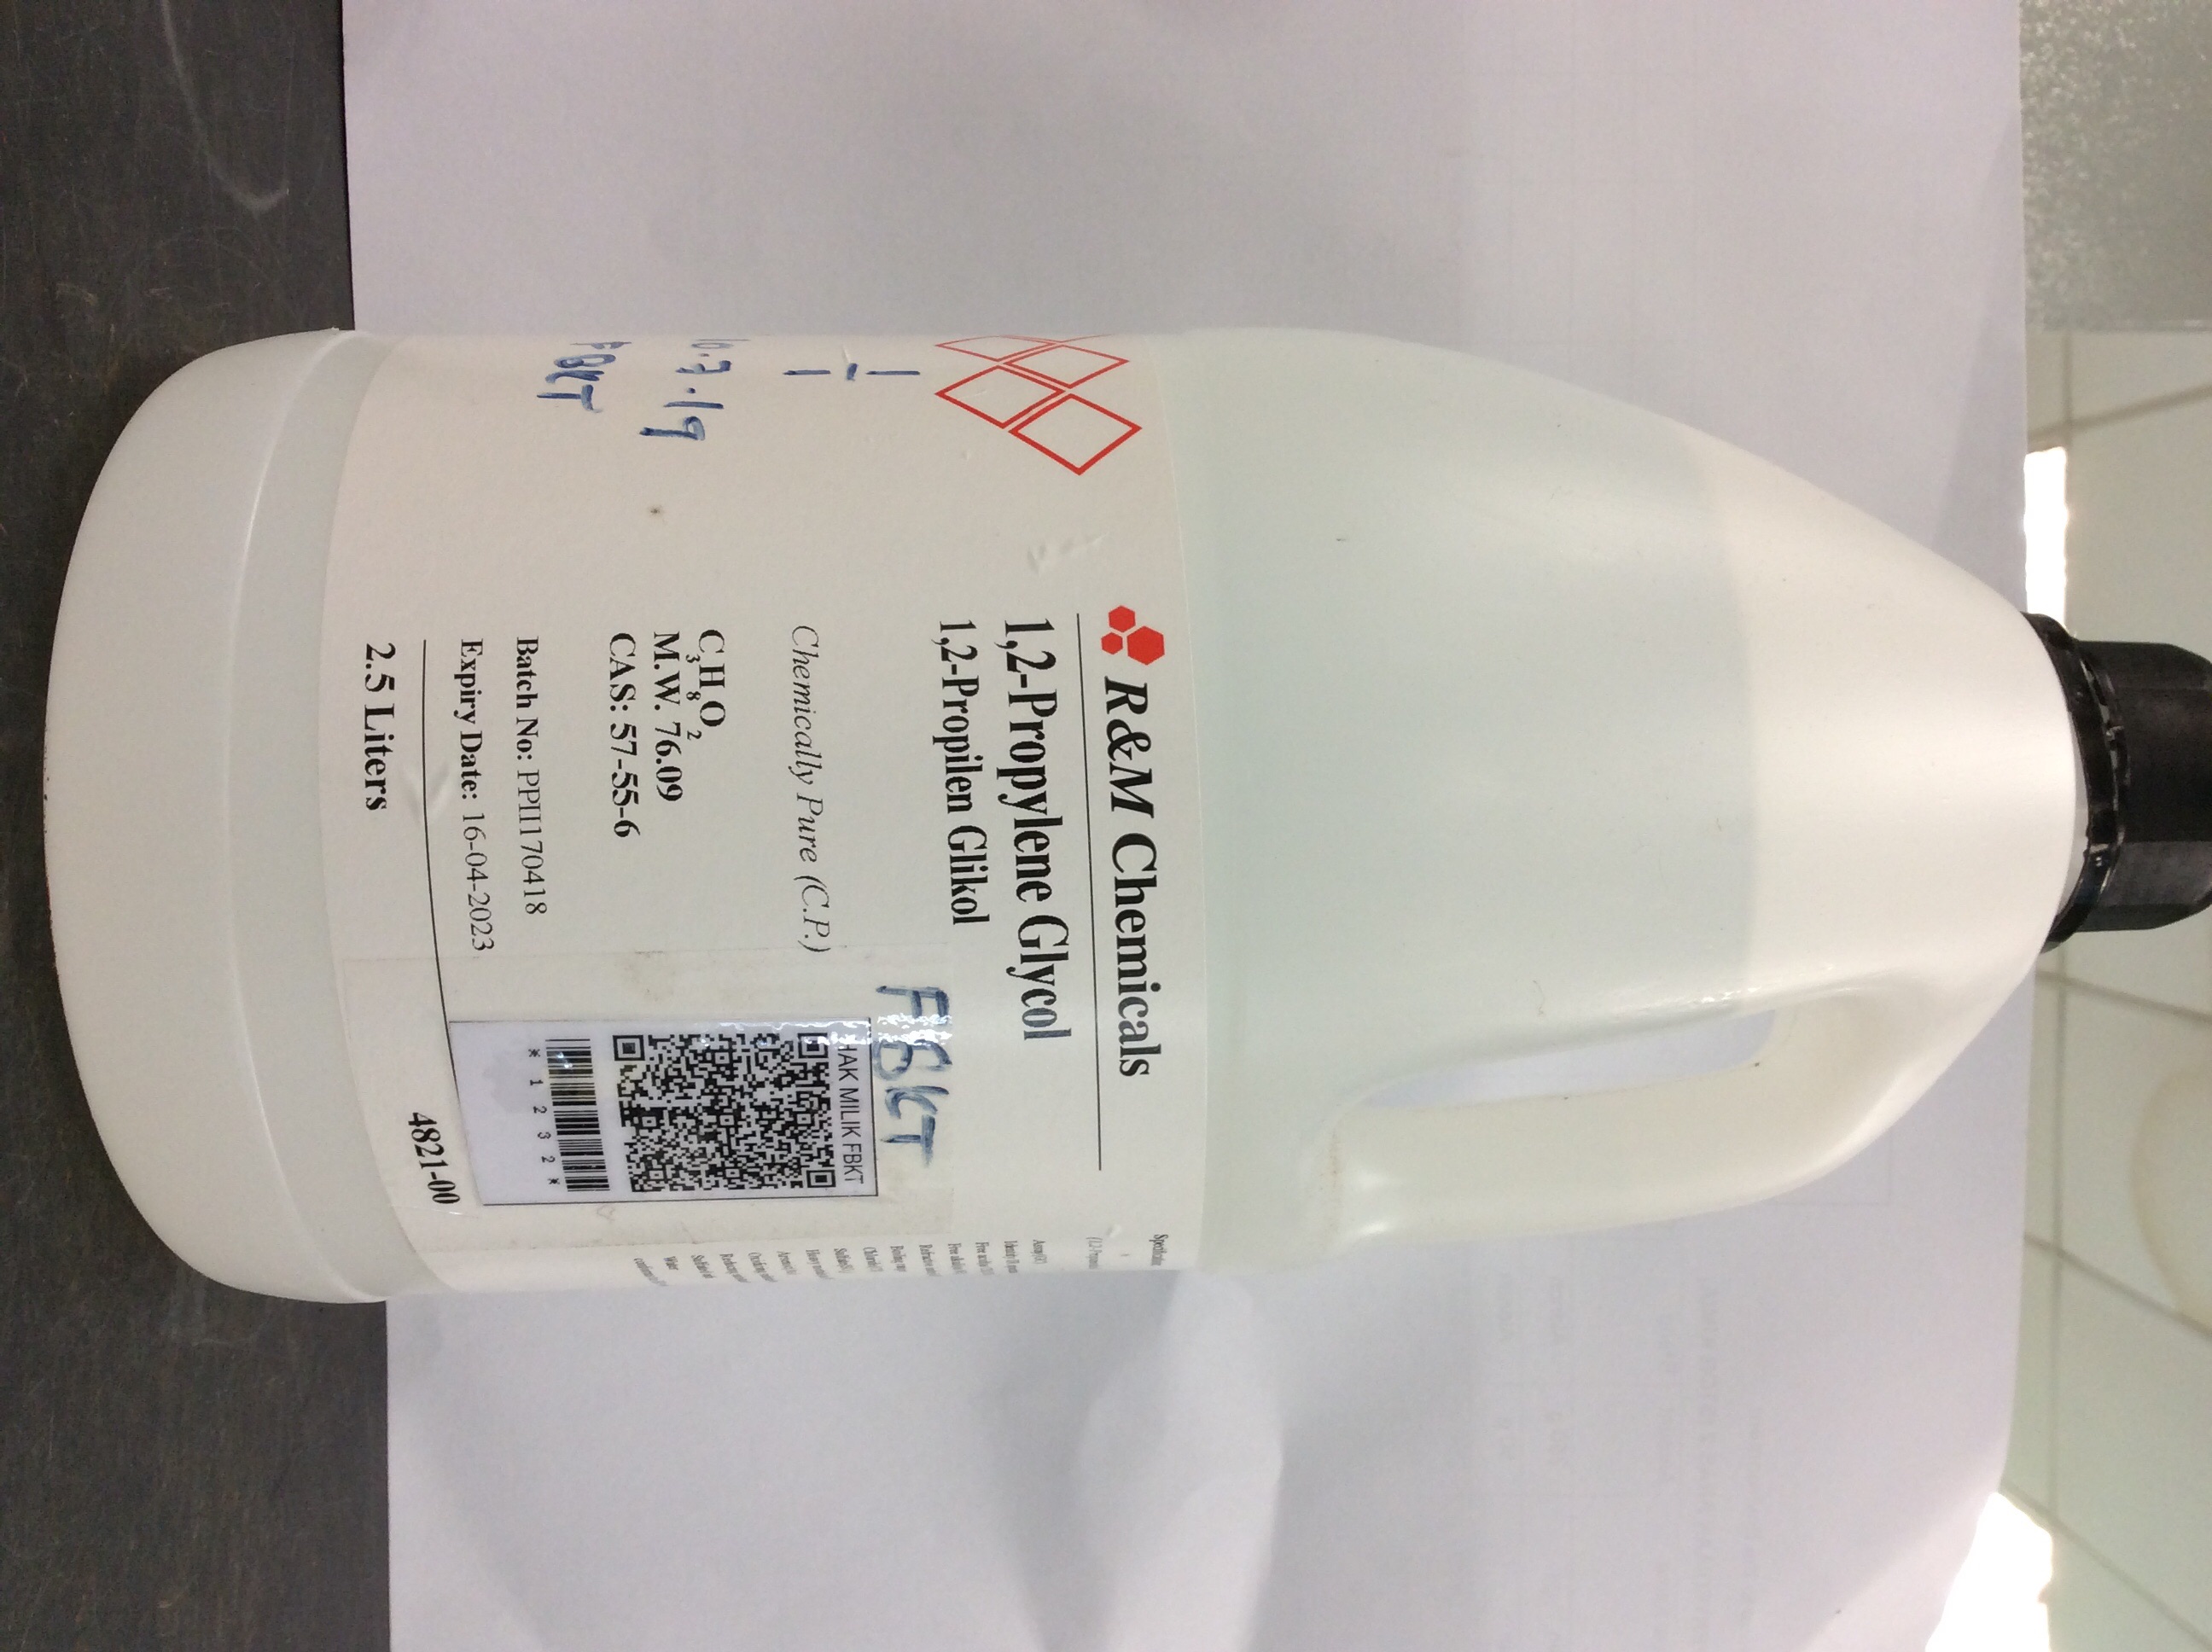 R&M Chemicals
1,2-Propylene Glycol
1,2-Propilen Glikol
FBKT
Chemically Pure (C.P.)
C3H8O2
M.W. 76.09
CAS: 57-55-6
Batch No: PPII170418
Expiry Date: 16-04-2023
2.5 Liters
4821-00
HAK MILIK FBKT
* 1 2 3 2 *
10.7.19
FBKT